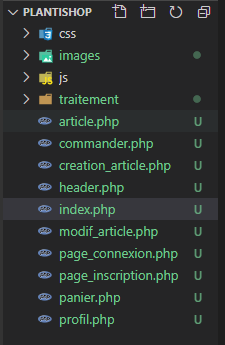 PLANTISHOP
css
images
js
traitement
article.php U
commander.php U
creation_article.php U
header.php U
index.php U
modif_article.php U
page_connexion.php U
page_inscription.php U
panier.php U
profil.php U